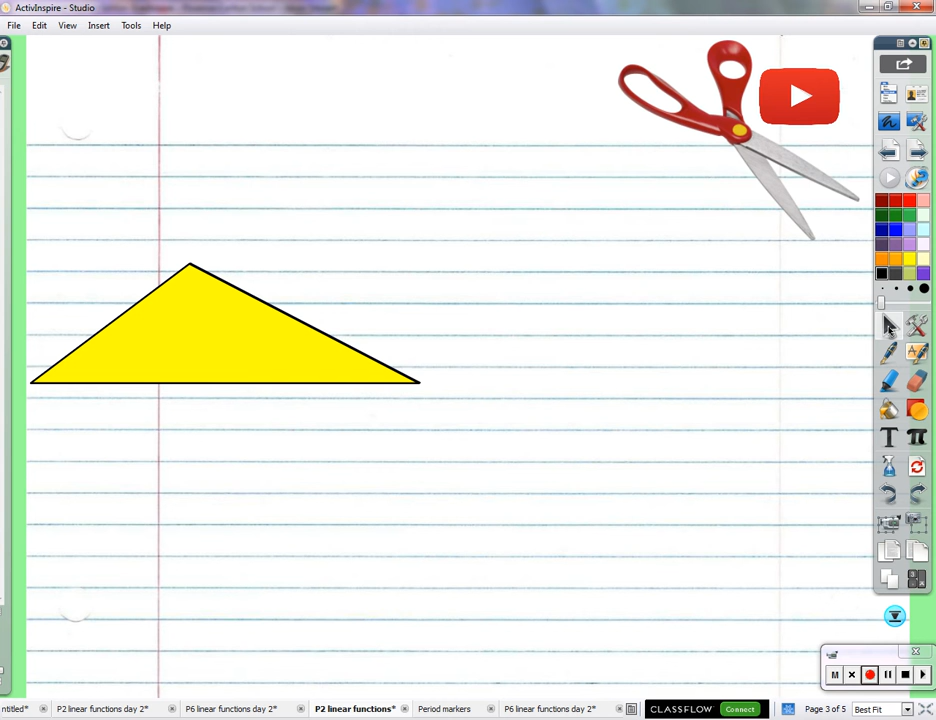 ActivInspire - Studio
File Edit View Insert Tools Help
T π
M
ntitled* P2 linear functions day 2* P6 linear functions day 2* P2 linear functions* Period markers P6 linear functions day 2* CLASSFLOW Connect Page 3 of 5 Best Fit